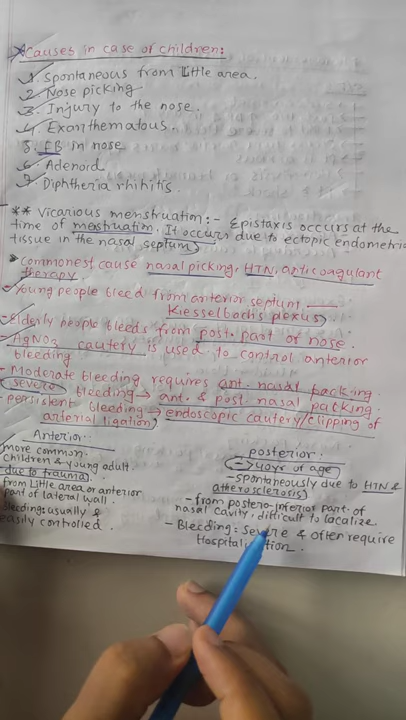 Causes in case of children:
1. Spontaneous from Little area.
2. Nose picking
3. Injury to the nose.
4. Exanthematous.
5. FB in nose
6. Adenoid.
7. Diphtheria rhihitis.
** Vicarious menstruation:- Epistaxis occurs at the
time of menstruation. It occurs due to ectopic endometri
tissue in the nasal septum)
Commonest cause nasal picking, HTN, anticoagulant
therapy.
Young people bleed from anterior septum
Kiesselbach's plexus)
Elderly people bleeds from post. part of nose.
AgNO3 cautery is used to control anterior
bleeding
- Moderate bleeding requires ant. nasal packing.
severe bleeding → ant. & post. nasal packing.
- persistent bleeding → endoscopic cautery/clipping of
arterial ligation)
Anterior.
more common.
children & young adult.
due to trauma.
from Little area or anterior
part of lateral wall.
Bleeding: usually &
easily controlled.
posterior.
- >40yr of age
- spontaneously due to HTN &
atherosclerosis)
- from postero-inferior part of
nasal cavity, difficult to localize
- Bleeding: Severe & often require
Hospitalisation.